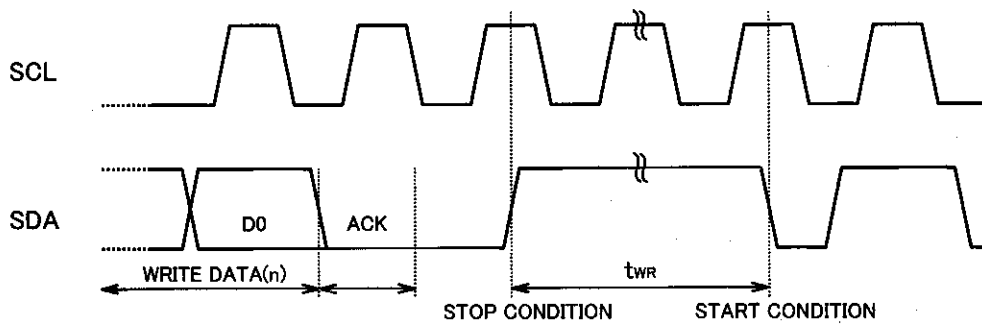 SCL
SDA
D0
ACK
WRITE DATA(n)
tWR
STOP CONDITION
START CONDITION